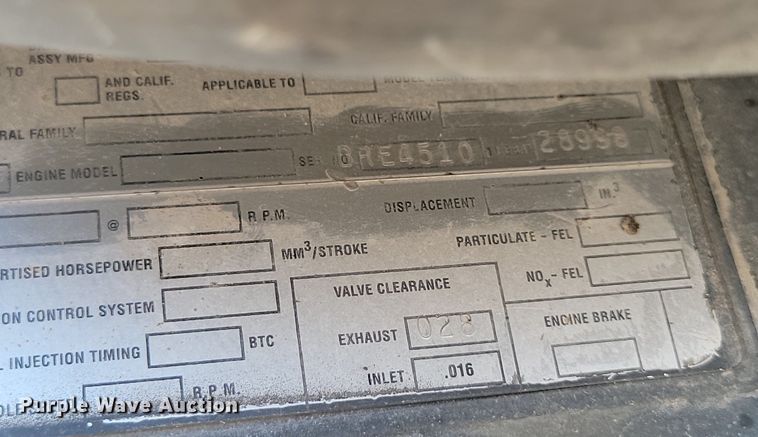 ASSY MFG
TO
AND CALIF. REGS.
APPLICABLE TO
RAL FAMILY
CALIF. FAMILY
ENGINE MODEL
SER
RE4510
28998
@
R.P.M.
DISPLACEMENT
IN.³
RTISED HORSEPOWER
MM³/STROKE
PARTICULATE - FEL
ON CONTROL SYSTEM
VALVE CLEARANCE
NOx - FEL
L INJECTION TIMING
BTC
EXHAUST
028
ENGINE BRAKE
INLET
.016
R.P.M.
Purple Wave Auction